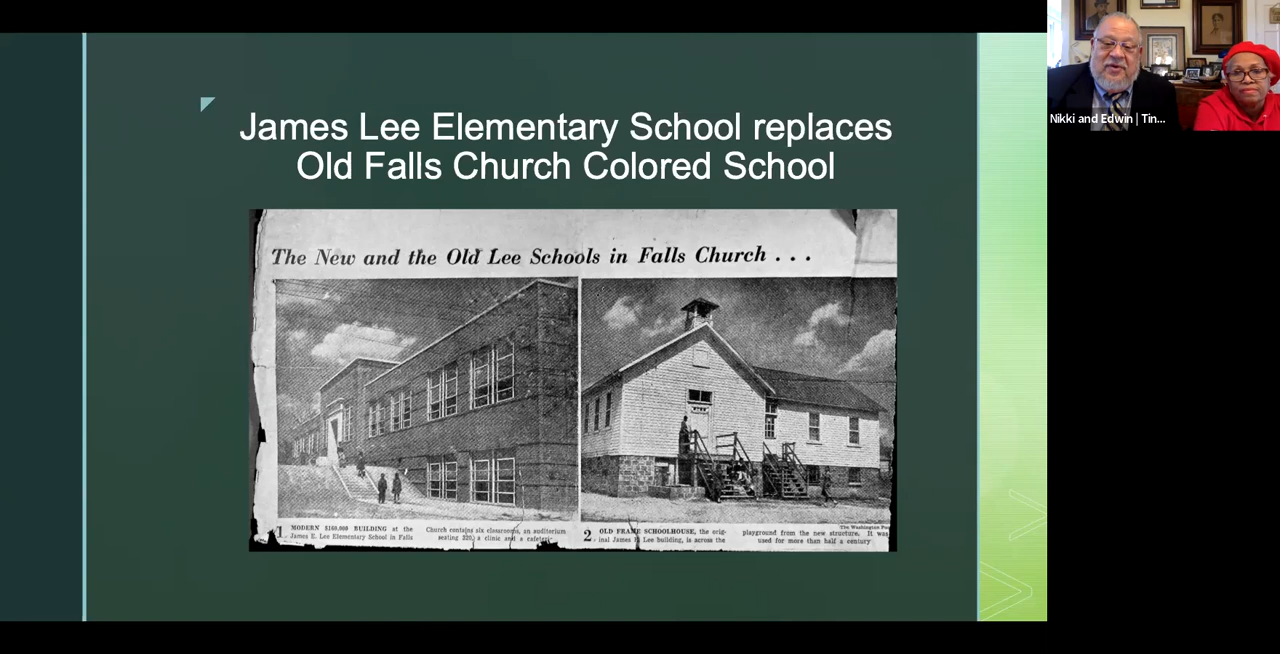 James Lee Elementary School replaces
Old Falls Church Colored School
The New and the Old Lee Schools in Falls Church . . .
1 MODERN $160,000 BUILDING at the
James E. Lee Elementary School in Falls
Church contains six classrooms, an auditorium
seating 320, a clinic and a
2 OLD FRAME SCHOOLHOUSE, the orig-
inal James Lee building, is across the
The Washington
playground from the new structure. It was
used for more than half a century
Nikki and Edwin | Tin...